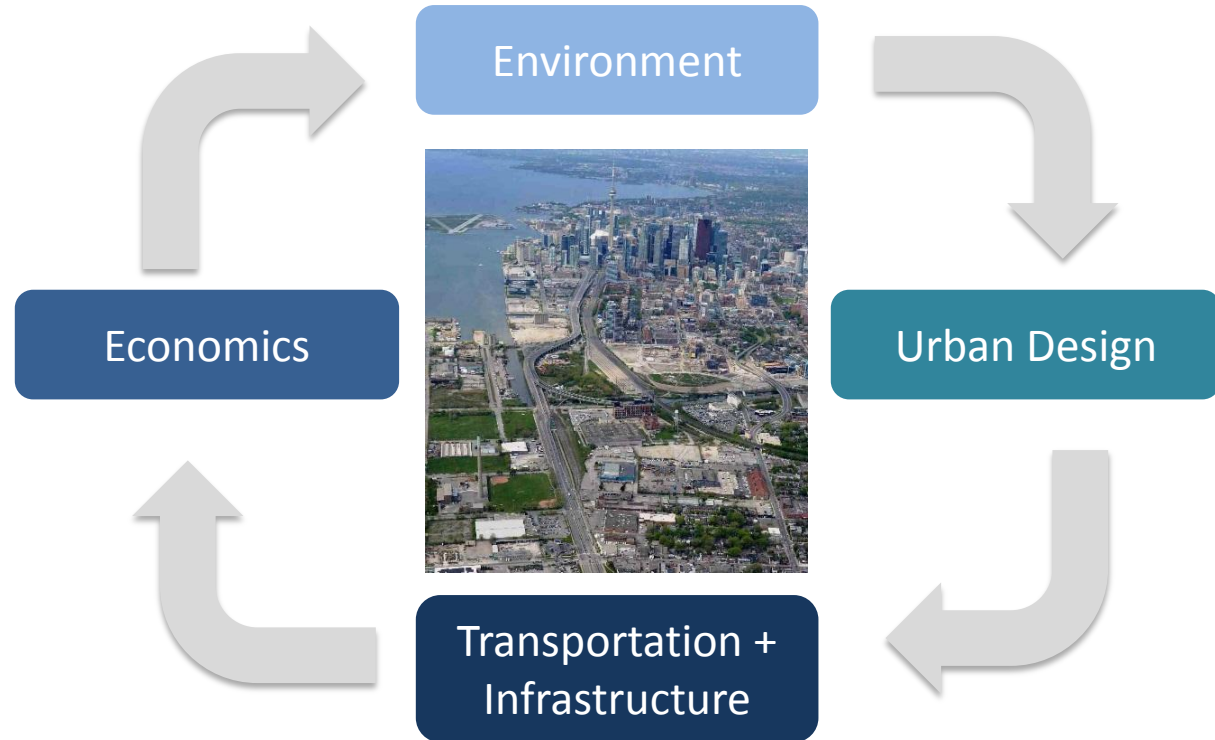 Environment
Economics
Urban Design
Transportation +
Infrastructure